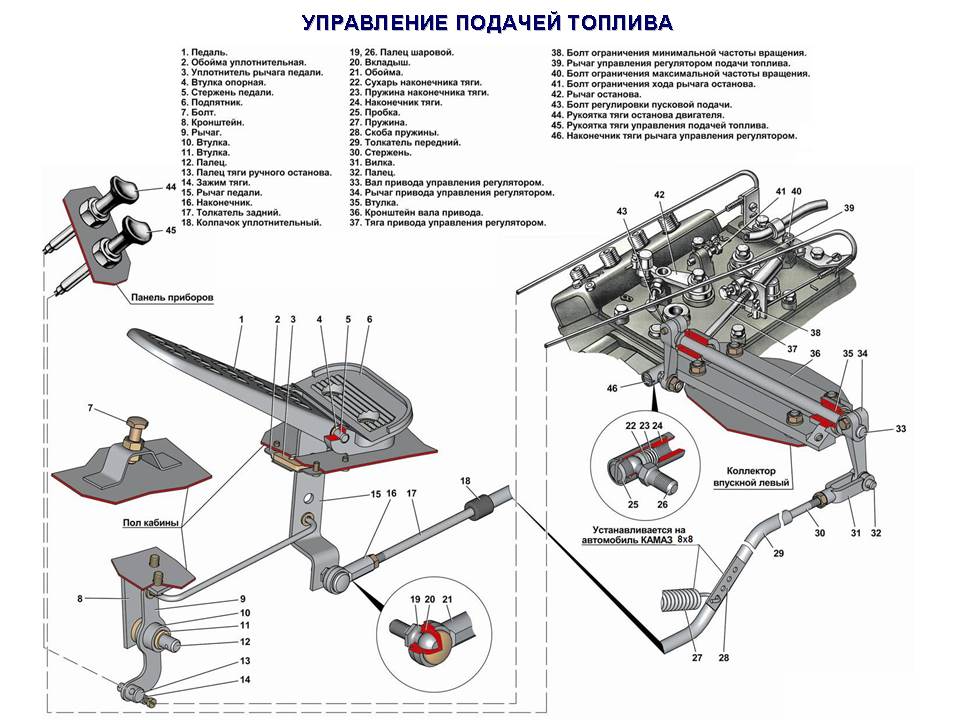 УПРАВЛЕНИЕ ПОДАЧЕЙ ТОПЛИВА
1. Педаль.
2. Обойма уплотнительная.
3. Уплотнитель рычага педали.
4. Втулка опорная.
5. Стержень педали.
6. Подпятник.
7. Болт.
8. Кронштейн.
9. Рычаг.
10. Втулка.
11. Втулка.
12. Палец.
13. Палец тяги ручного останова.
14. Зажим тяги.
15. Рычаг педали.
16. Наконечник.
17. Толкатель задний.
18. Колпачок уплотнительный.
19, 26. Палец шаровой.
20. Вкладыш.
21. Обойма.
22. Сухарь наконечника тяги.
23. Пружина наконечника тяги.
24. Наконечник тяги.
25. Пробка.
27. Пружина.
28. Скоба пружины.
29. Толкатель передний.
30. Стержень.
31. Вилка.
32. Палец.
33. Вал привода управления регулятором.
34. Рычаг привода управления регулятором.
35. Втулка.
36. Кронштейн вала привода.
37. Тяга привода управления регулятором.
38. Болт ограничения минимальной частоты вращения.
39. Рычаг управления регулятором подачи топлива.
40. Болт ограничения максимальной частоты вращения.
41. Болт ограничения хода рычага останова.
42. Рычаг останова.
43. Болт регулировки пусковой подачи.
44. Рукоятка тяги останова двигателя.
45. Рукоятка тяги управления подачей топлива.
46. Наконечник тяги рычага управления регулятором.
44
45
Панель приборов
1 2 3 4 5 6
7
Пол кабины
15 16 17 18
8
9
10
11
12
13
14
19 20 21
42 41 40
43 39
38
37 36 35 34
46
33
22 23 24
25 26
Коллектор
впускной левый
Устанавливается на
автомобиль КАМАЗ 8х8
30 31 32
29
27 28